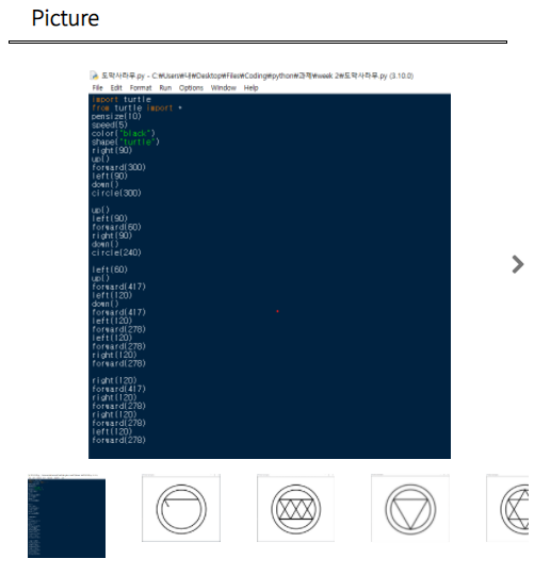 Picture
도막사라무.py - C:₩Users₩내₩Desktop₩Files₩Coding₩python₩과제₩week 2₩도막사라무.py (3.10.0)
File Edit Format Run Options Window Help
import turtle
from turtle import *
pensize(10)
speed(5)
color("black")
shape("turtle")
right(90)
up()
forward(300)
left(90)
down()
circle(300)
up()
left(90)
forward(60)
right(90)
down()
circle(240)
left(60)
up()
forward(417)
left(120)
down()
forward(417)
left(120)
forward(278)
left(120)
forward(278)
right(120)
forward(278)
right(120)
forward(417)
right(120)
forward(278)
right(120)
forward(278)
left(120)
forward(278)